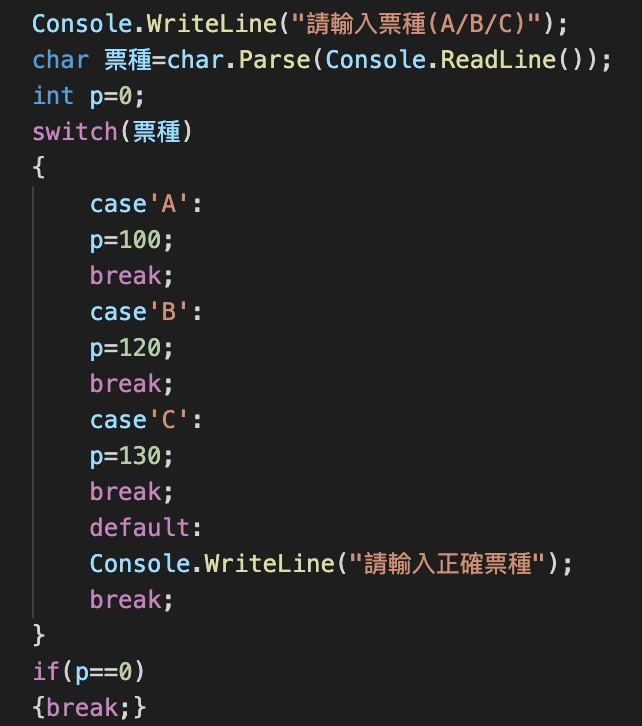 Console.WriteLine("請輸入票種(A/B/C)");
char 票種=char.Parse(Console.ReadLine());
int p=0;
switch(票種)
{
case'A':
p=100;
break;
case'B':
p=120;
break;
case'C':
p=130;
break;
default:
Console.WriteLine("請輸入正確票種");
break;
}
if(p==0)
{break;}